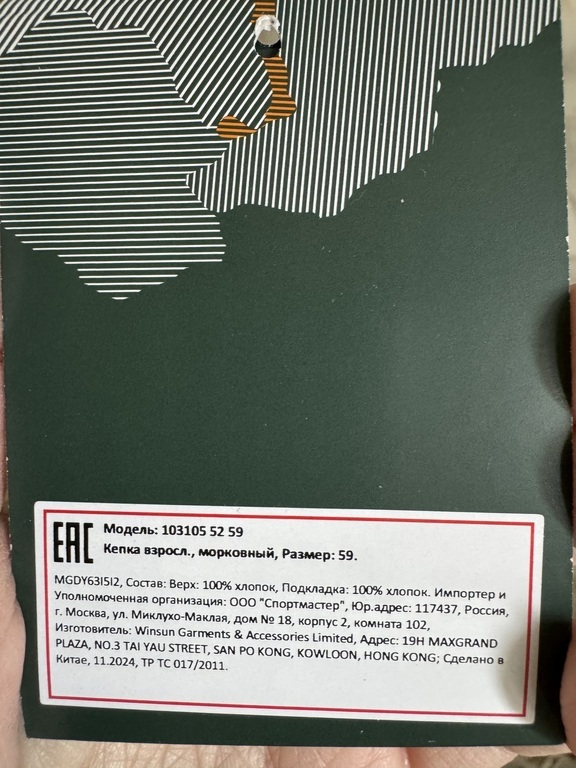 EAC
Модель: 103105 52 59
Кепка взросл., морковный, Размер: 59.
MGDY63I5I2, Состав: Верх: 100% хлопок, Подкладка: 100% хлопок. Импортер и
Уполномоченная организация: ООО "Спортмастер", Юр.адрес: 117437, Россия,
г. Москва, ул. Миклухо-Маклая, дом № 18, корпус 2, комната 102,
Изготовитель: Winsun Garments & Accessories Limited, Адрес: 19H MAXGRAND
PLAZA, NO.3 TAI YAU STREET, SAN PO KONG, KOWLOON, HONG KONG; Сделано в
Китае, 11.2024, ТР ТС 017/2011.